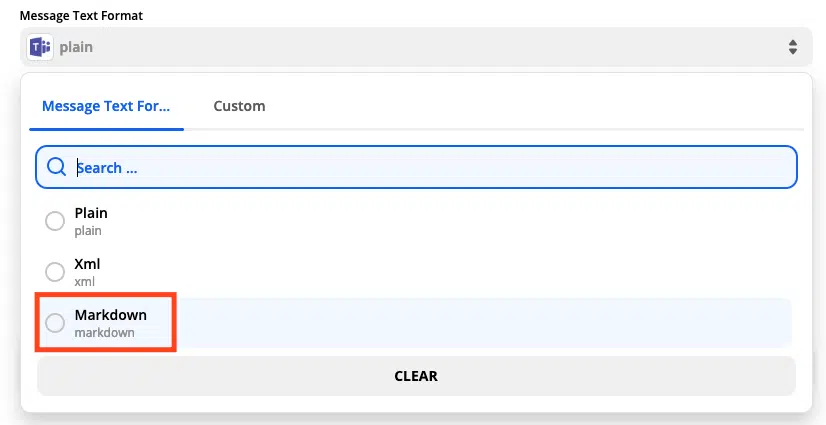 Message Text Format
plain
Message Text For... Custom
Search ...
Plain
plain
Xml
xml
Markdown
markdown
CLEAR